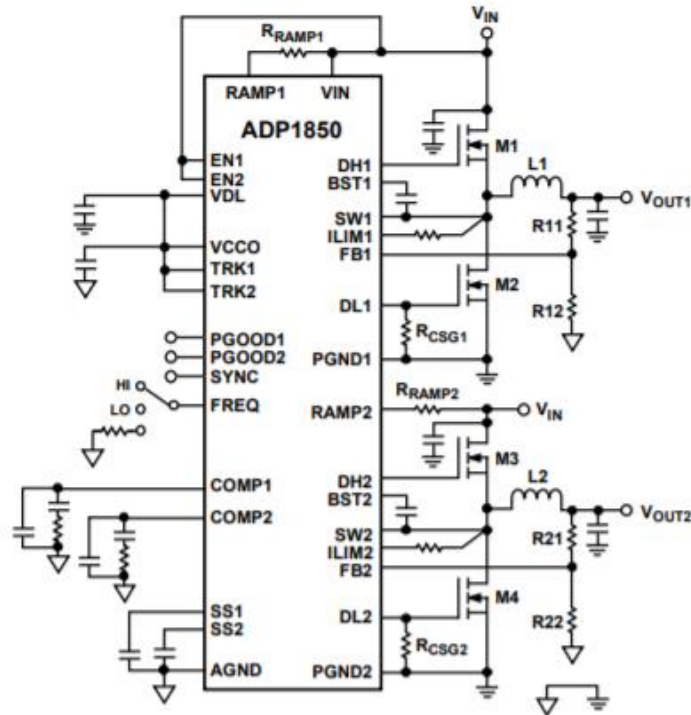 VIN
RRAMP1
RAMP1 VIN
ADP1850
M1
EN1
DH1
L1
EN2
BST1
VDL
SW1
VOUT1
ILIM1
R11
VCCO
FB1
TRK1
M2
TRK2
DL1
R12
RCSG1
PGOOD1
PGOOD2
PGND1
SYNC
HI
RRAMP2
FREQ
RAMP2
VIN
LO
M3
COMP1
DH2
L2
BST2
COMP2
SW2
VOUT2
ILIM2
R21
FB2
M4
SS1
DL2
SS2
R22
RCSG2
AGND
PGND2